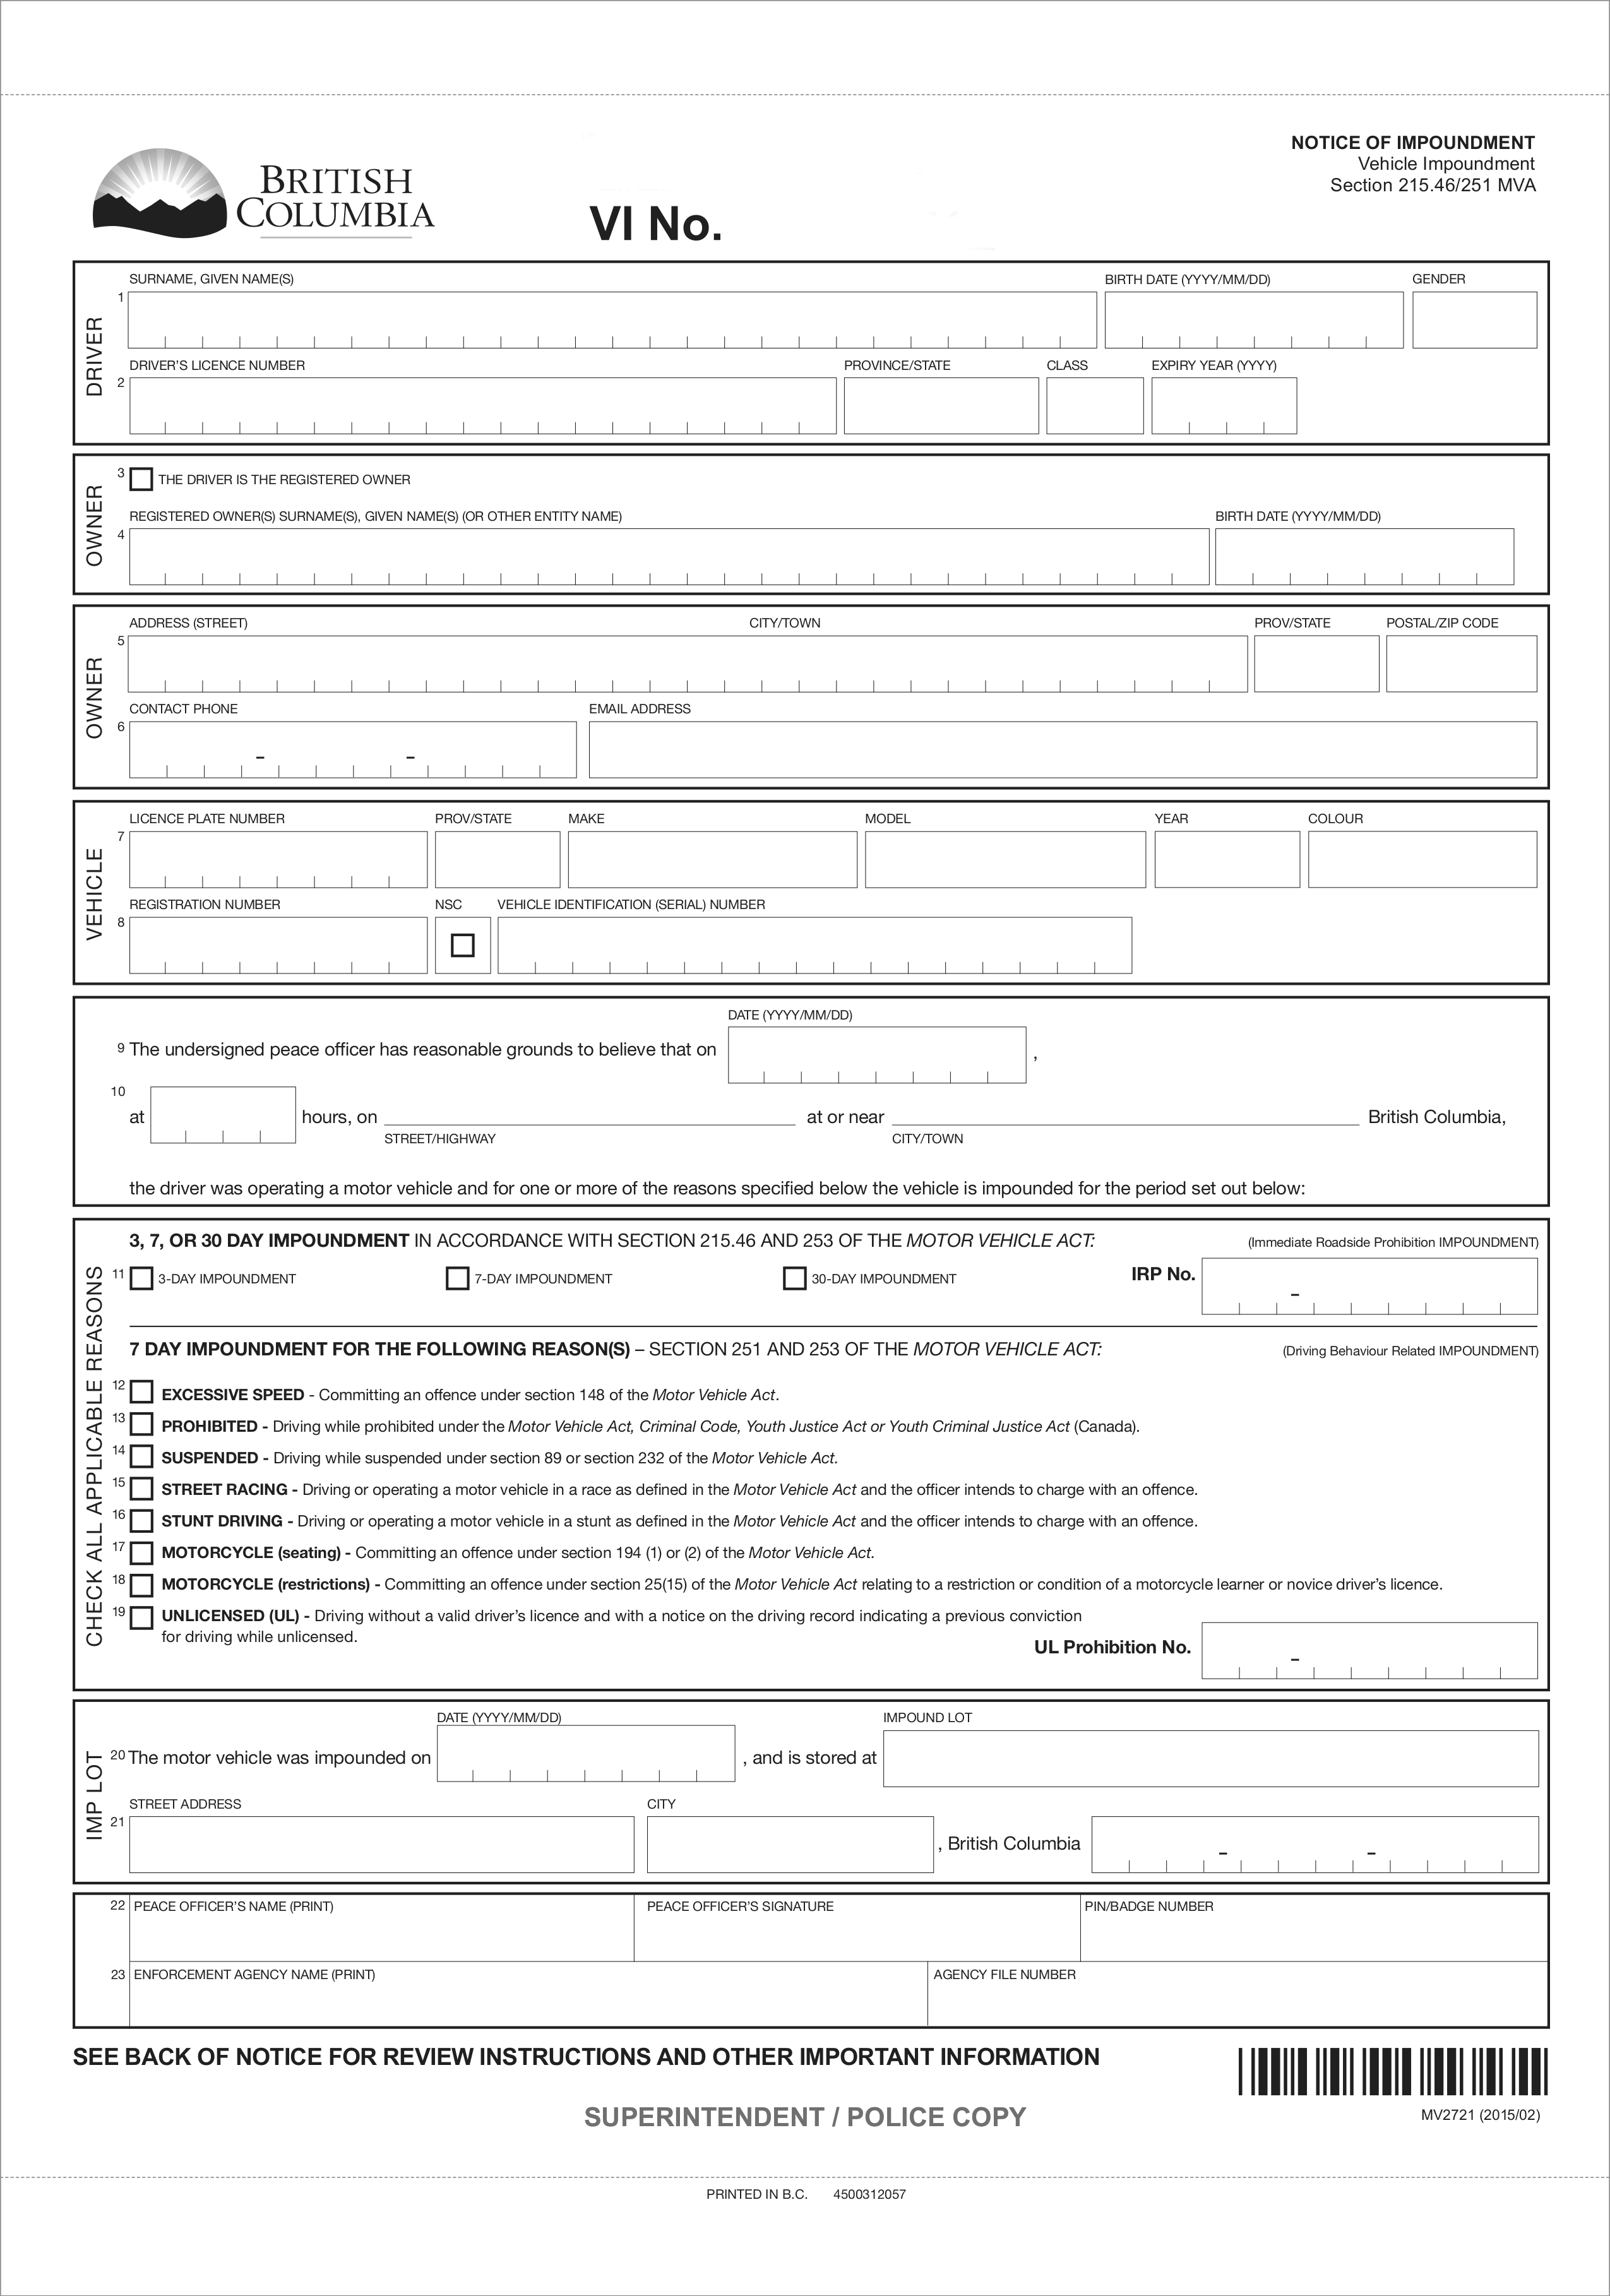 BRITISH
COLUMBIA
VI No.
NOTICE OF IMPOUNDMENT
Vehicle Impoundment
Section 215.46/251 MVA
DRIVER
SURNAME, GIVEN NAME(S) BIRTH DATE (YYYY/MM/DD) GENDER
1
DRIVER'S LICENCE NUMBER PROVINCE/STATE CLASS EXPIRY YEAR (YYYY)
2
OWNER
3 THE DRIVER IS THE REGISTERED OWNER
REGISTERED OWNER(S) SURNAME(S), GIVEN NAME(S) (OR OTHER ENTITY NAME) BIRTH DATE (YYYY/MM/DD)
4
OWNER
ADDRESS (STREET) CITY/TOWN PROV/STATE POSTAL/ZIP CODE
5
CONTACT PHONE EMAIL ADDRESS
6 – –
VEHICLE
LICENCE PLATE NUMBER PROV/STATE MAKE MODEL YEAR COLOUR
7
REGISTRATION NUMBER NSC VEHICLE IDENTIFICATION (SERIAL) NUMBER
8
DATE (YYYY/MM/DD)
9 The undersigned peace officer has reasonable grounds to believe that on ,
10
at hours, on at or near British Columbia,
STREET/HIGHWAY CITY/TOWN
the driver was operating a motor vehicle and for one or more of the reasons specified below the vehicle is impounded for the period set out below:
CHECK ALL APPLICABLE REASONS
3, 7, OR 30 DAY IMPOUNDMENT IN ACCORDANCE WITH SECTION 215.46 AND 253 OF THE MOTOR VEHICLE ACT: (Immediate Roadside Prohibition IMPOUNDMENT)
11 3-DAY IMPOUNDMENT 7-DAY IMPOUNDMENT 30-DAY IMPOUNDMENT IRP No. –
7 DAY IMPOUNDMENT FOR THE FOLLOWING REASON(S) – SECTION 251 AND 253 OF THE MOTOR VEHICLE ACT: (Driving Behaviour Related IMPOUNDMENT)
12 EXCESSIVE SPEED - Committing an offence under section 148 of the Motor Vehicle Act.
13 PROHIBITED - Driving while prohibited under the Motor Vehicle Act, Criminal Code, Youth Justice Act or Youth Criminal Justice Act (Canada).
14 SUSPENDED - Driving while suspended under section 89 or section 232 of the Motor Vehicle Act.
15 STREET RACING - Driving or operating a motor vehicle in a race as defined in the Motor Vehicle Act and the officer intends to charge with an offence.
16 STUNT DRIVING - Driving or operating a motor vehicle in a stunt as defined in the Motor Vehicle Act and the officer intends to charge with an offence.
17 MOTORCYCLE (seating) - Committing an offence under section 194 (1) or (2) of the Motor Vehicle Act.
18 MOTORCYCLE (restrictions) - Committing an offence under section 25(15) of the Motor Vehicle Act relating to a restriction or condition of a motorcycle learner or novice driver's licence.
19 UNLICENSED (UL) - Driving without a valid driver's licence and with a notice on the driving record indicating a previous conviction
for driving while unlicensed.
UL Prohibition No. –
IMP LOT
DATE (YYYY/MM/DD) IMPOUND LOT
20 The motor vehicle was impounded on , and is stored at
STREET ADDRESS CITY
21 , British Columbia – –
22 PEACE OFFICER'S NAME (PRINT) PEACE OFFICER'S SIGNATURE PIN/BADGE NUMBER
23 ENFORCEMENT AGENCY NAME (PRINT) AGENCY FILE NUMBER
SEE BACK OF NOTICE FOR REVIEW INSTRUCTIONS AND OTHER IMPORTANT INFORMATION
SUPERINTENDENT / POLICE COPY
MV2721 (2015/02)
PRINTED IN B.C. 4500312057